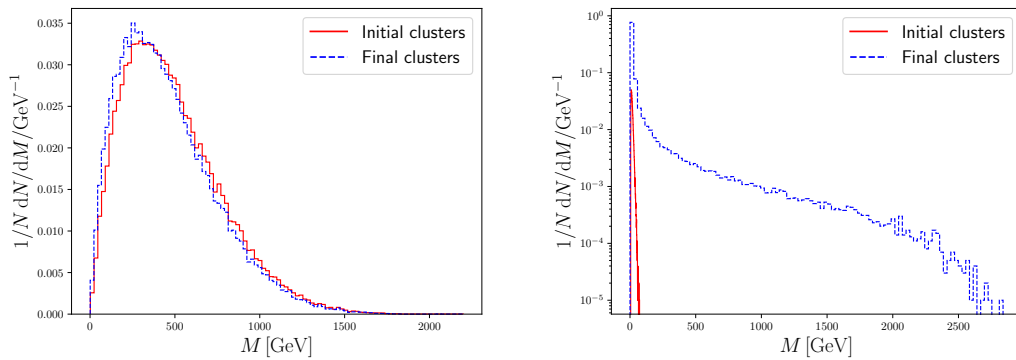 0.035
0.030
0.025
0.020
0.015
0.010
0.005
0.000
1/N dN/dM/GeV⁻¹
Initial clusters
Final clusters
0 500 1000 1500 2000
M [GeV]
10⁰
10⁻¹
10⁻²
10⁻³
10⁻⁴
10⁻⁵
1/N dN/dM/GeV⁻¹
Initial clusters
Final clusters
0 500 1000 1500 2000 2500
M [GeV]